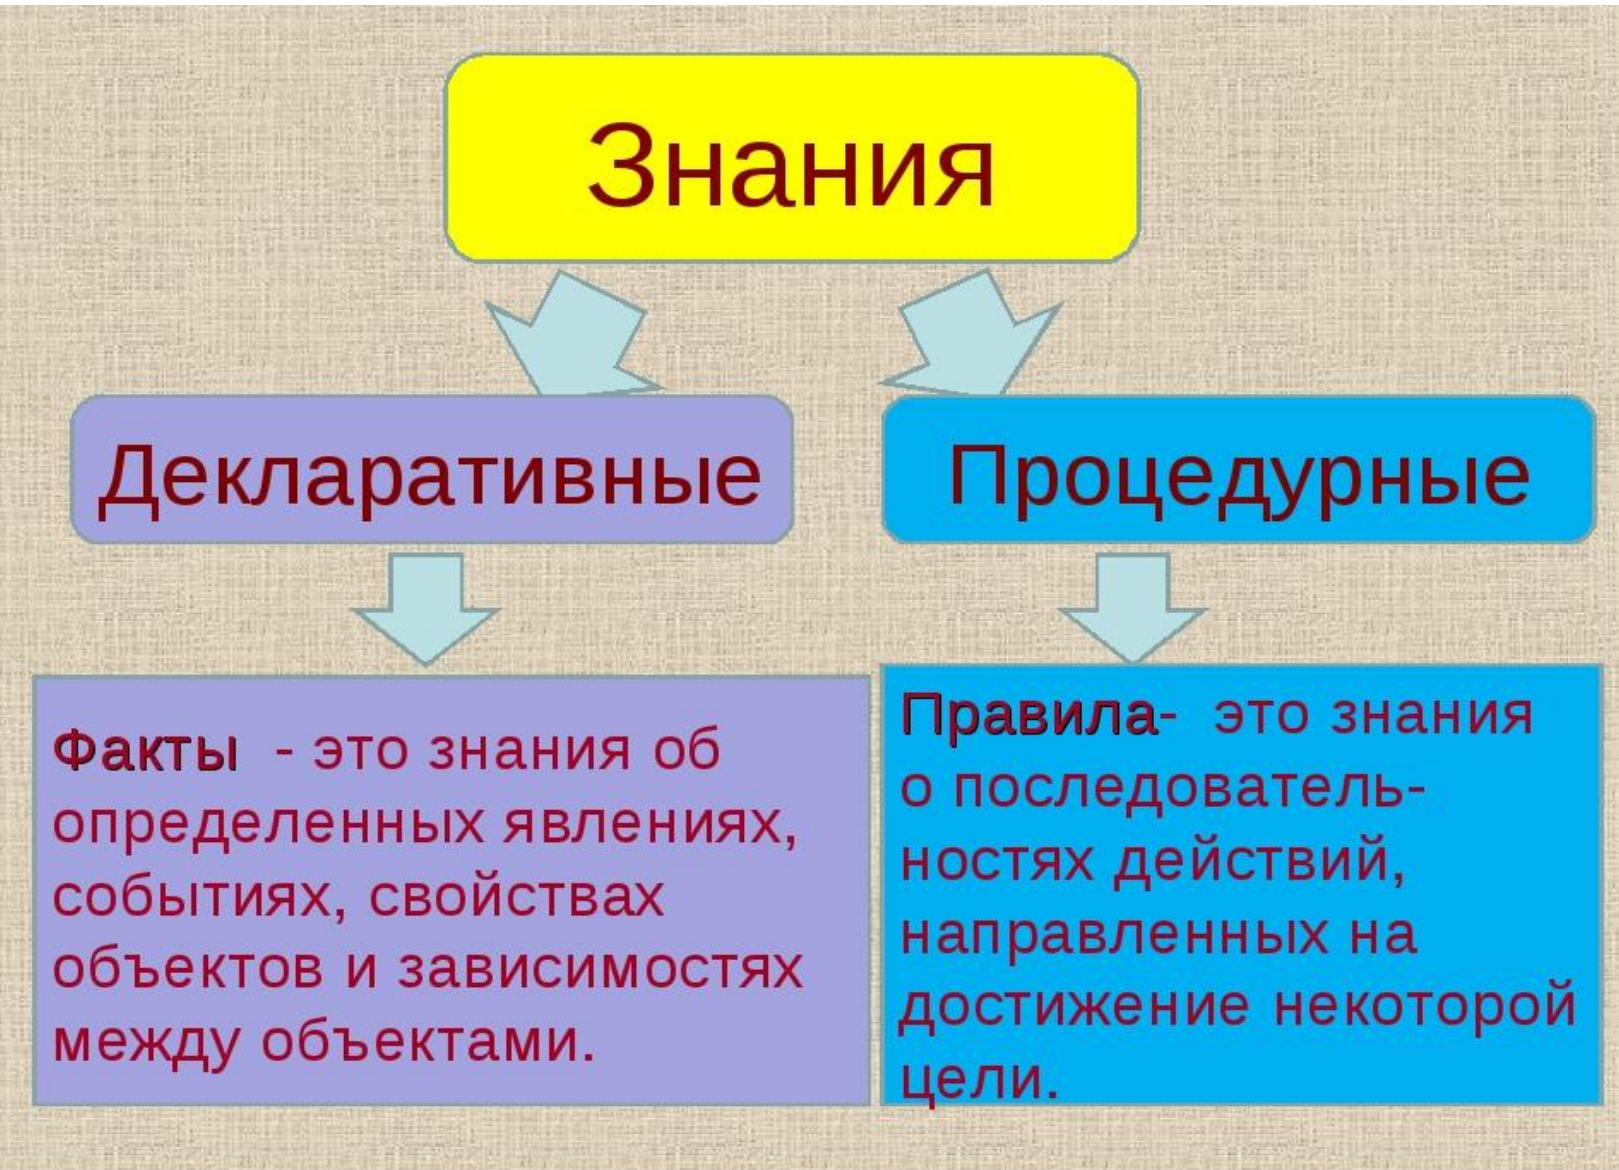 Знания
Декларативные
Процедурные
Факты - это знания об
определенных явлениях,
событиях, свойствах
объектов и зависимостях
между объектами.
Правила- это знания
о последователь-
ностях действий,
направленных на
достижение некоторой
цели.